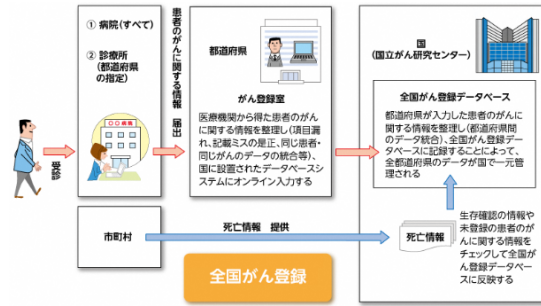 ① 病院(すべて)
② 診療所
(都道府県
の指定)
○○病院
受診
患者のがんに関する情報 届出
都道府県
がん登録室
医療機関から得た患者のがん
に関する情報を整理し(項目漏
れ、記載ミスの是正、同じ患者・
同じがんのデータの統合等)、
国に設置されたデータベースシ
ステムにオンライン入力する
国
(国立がん研究センター)
全国がん登録データベース
都道府県が入力した患者のがん
に関する情報を整理し(都道府県間
のデータ統合)、全国がん登録デー
タベースに記録することによって、
全都道府県のデータが国で一元管
理される
市町村
死亡情報 提供
死亡情報
生存確認の情報や
未登録の患者のが
んに関する情報を
チェックして全国が
ん登録データベー
スに反映する
全国がん登録